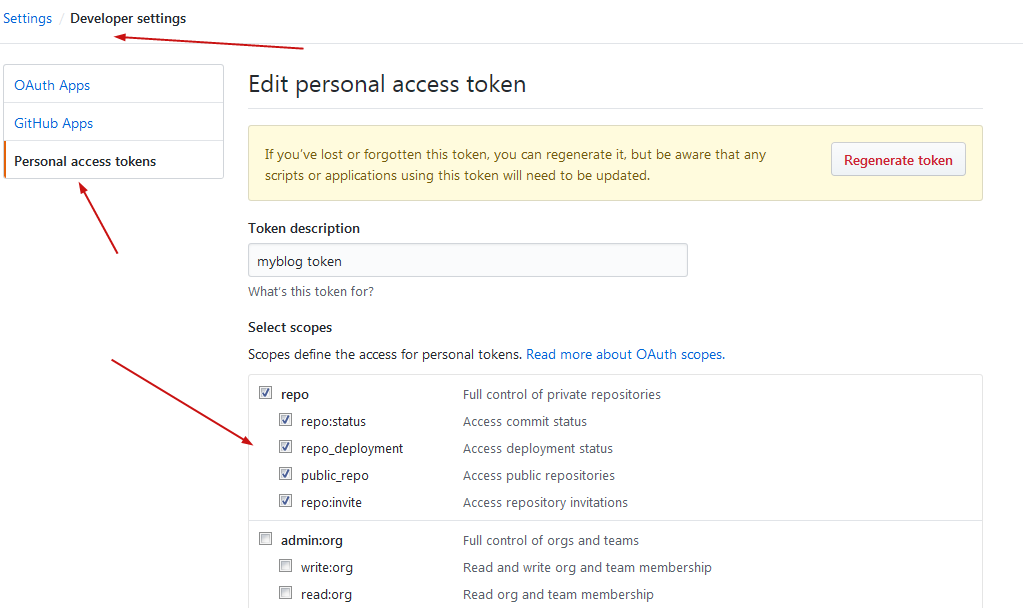 Settings / Developer settings
OAuth Apps
GitHub Apps
Personal access tokens
Edit personal access token
If you've lost or forgotten this token, you can regenerate it, but be aware that any
scripts or applications using this token will need to be updated.
Regenerate token
Token description
myblog token
What's this token for?
Select scopes
Scopes define the access for personal tokens. Read more about OAuth scopes.
repo Full control of private repositories
repo:status Access commit status
repo_deployment Access deployment status
public_repo Access public repositories
repo:invite Access repository invitations
admin:org Full control of orgs and teams
write:org Read and write org and team membership
read:org Read org and team membership